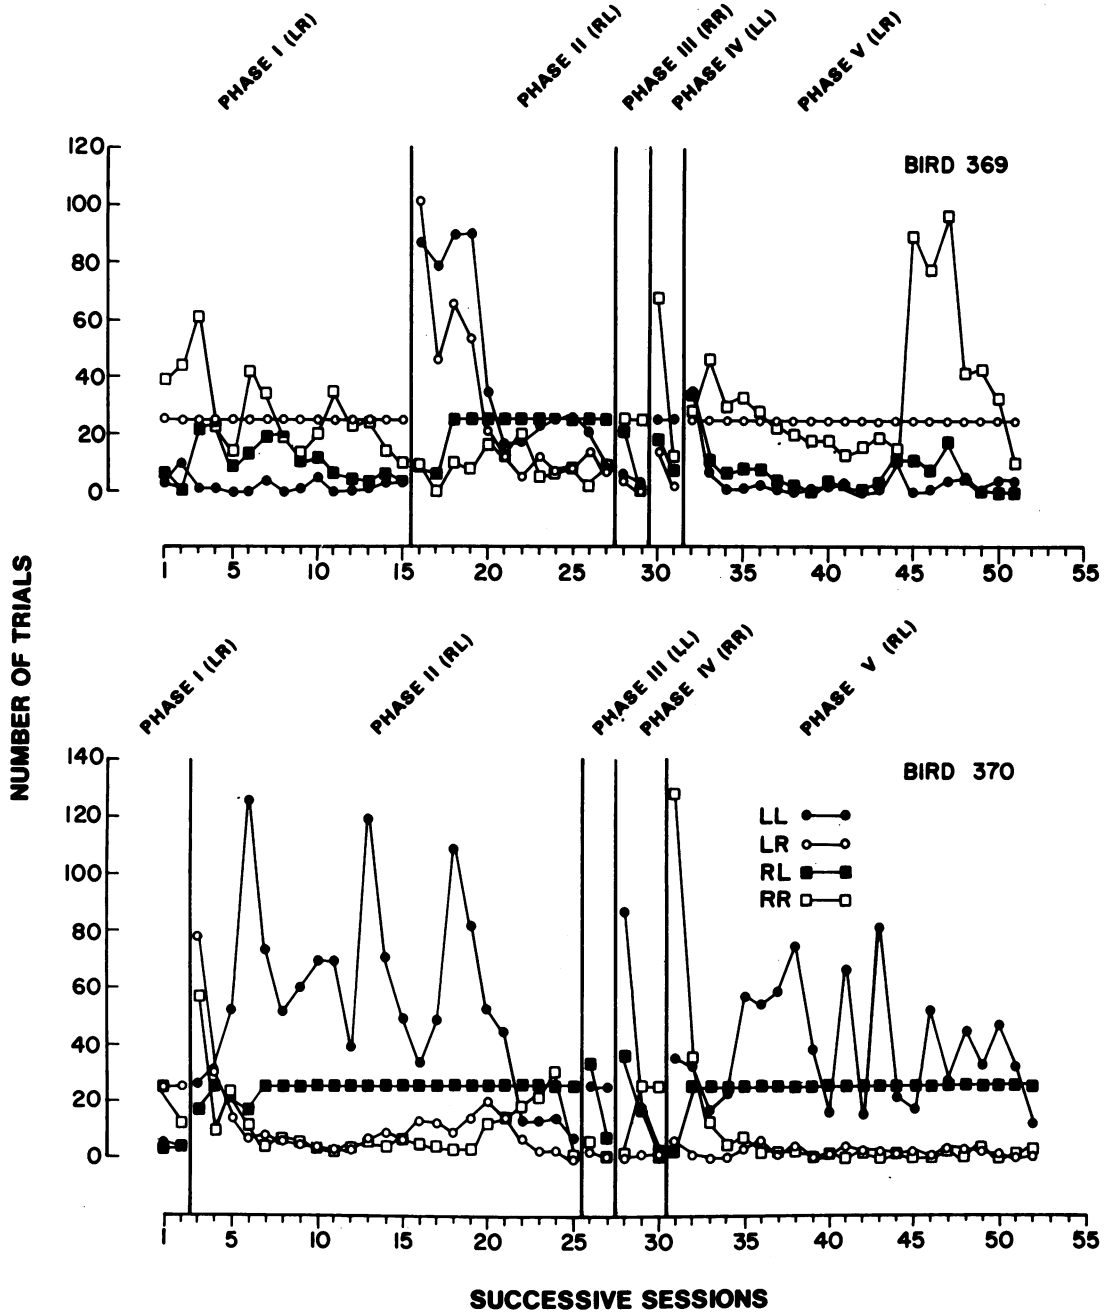 PHASE I (LR)
PHASE II (RL)
PHASE III (RR)
PHASE IV (LL)
PHASE V (LR)
BIRD 369
120
100
80
60
40
20
0
1 5 10 15 20 25 30 35 40 45 50 55
NUMBER OF TRIALS
PHASE I (LR)
PHASE II (RL)
PHASE III (LL)
PHASE IV (RR)
PHASE V (RL)
BIRD 370
140
120
100
80
60
40
20
0
LL
LR
RL
RR
1 5 10 15 20 25 30 35 40 45 50 55
SUCCESSIVE SESSIONS